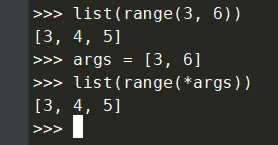 >>> list(range(3, 6))
[3, 4, 5]
>>> args = [3, 6]
>>> list(range(*args))
[3, 4, 5]
>>>